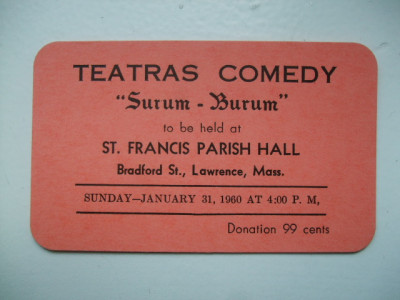 TEATRAS COMEDY
"Surum - Burum"
to be held at
ST. FRANCIS PARISH HALL
Bradford St., Lawrence, Mass.
SUNDAY—JANUARY 31, 1960 AT 4:00 P. M,
Donation 99 cents